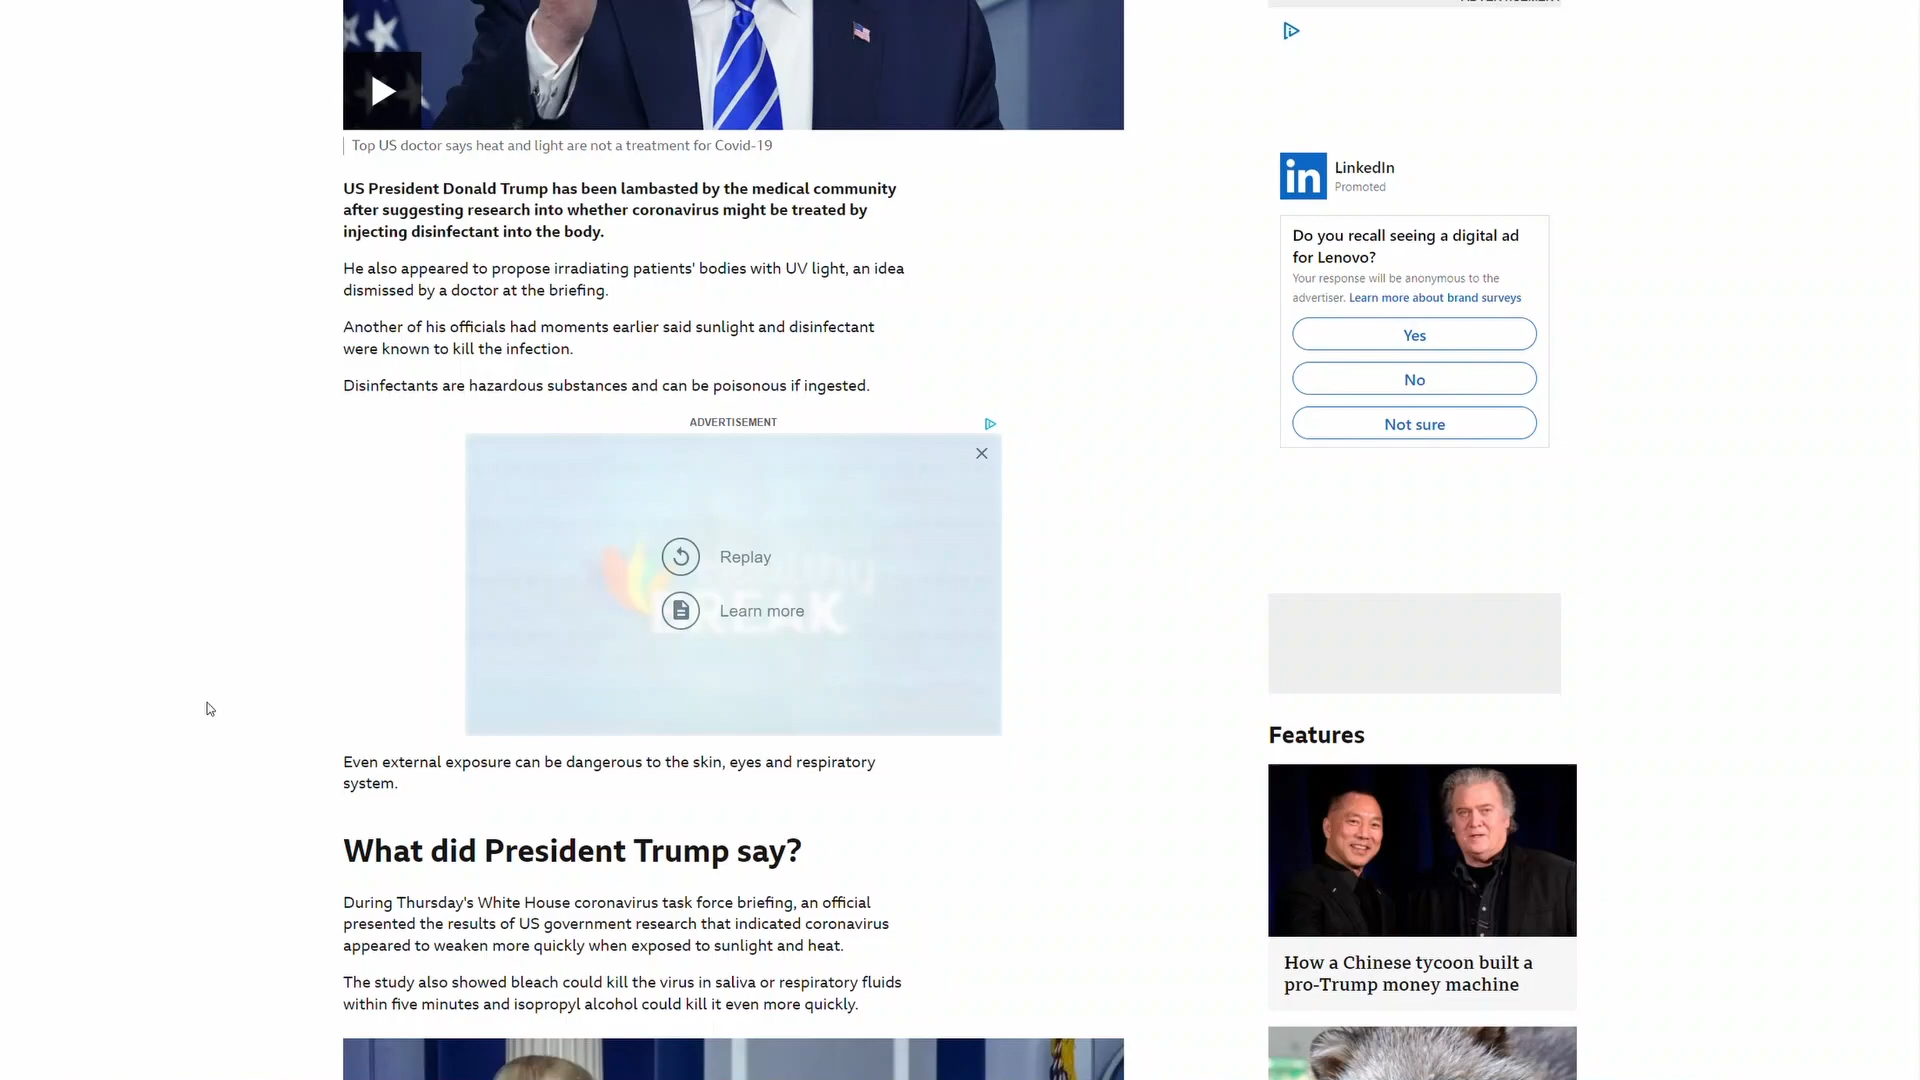 Top US doctor says heat and light are not a treatment for Covid-19
US President Donald Trump has been lambasted by the medical community
after suggesting research into whether coronavirus might be treated by
injecting disinfectant into the body.
He also appeared to propose irradiating patients' bodies with UV light, an idea
dismissed by a doctor at the briefing.
Another of his officials had moments earlier said sunlight and disinfectant
were known to kill the infection.
Disinfectants are hazardous substances and can be poisonous if ingested.
ADVERTISEMENT
Replay
Learn more
BREAK
Even external exposure can be dangerous to the skin, eyes and respiratory
system.
What did President Trump say?
During Thursday's White House coronavirus task force briefing, an official
presented the results of US government research that indicated coronavirus
appeared to weaken more quickly when exposed to sunlight and heat.
The study also showed bleach could kill the virus in saliva or respiratory fluids
within five minutes and isopropyl alcohol could kill it even more quickly.
ADVERTISEMENT
in
LinkedIn
Promoted
Do you recall seeing a digital ad
for Lenovo?
Your response will be anonymous to the
advertiser. Learn more about brand surveys
Yes
No
Not sure
Features
How a Chinese tycoon built a
pro-Trump money machine